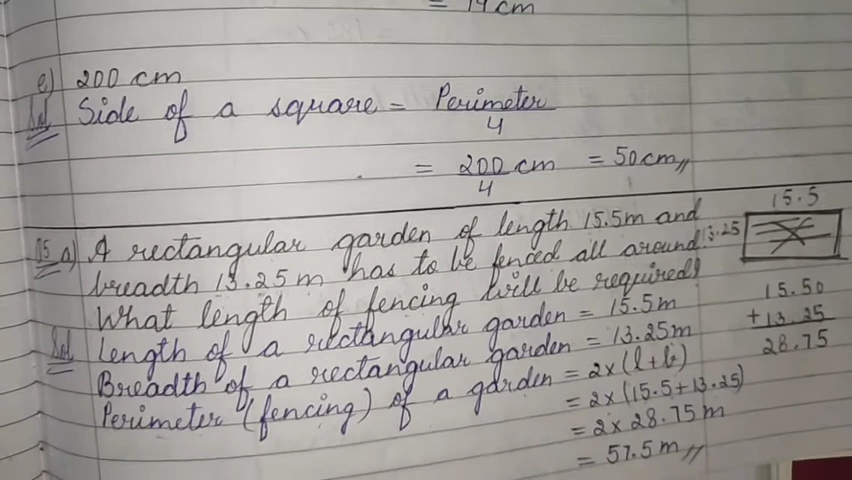 = 14 cm
e) 200 cm
Sol Side of a square = Perimeter
4
= 200 cm = 50 cm,,
4
15 a) A rectangular garden of length 15.5m and
breadth 13.25 m has to be fenced all around.
What length of fencing will be required?
Sol Length of a rectangular garden = 15.5m
Breadth of a rectangular garden = 13.25m
Perimeter (fencing) of a garden = 2×(l+b)
= 2×(15.5+13.25)
= 2×28.75 m
= 57.5 m,,
15.5
13.25
15.50
+13.25
28.75